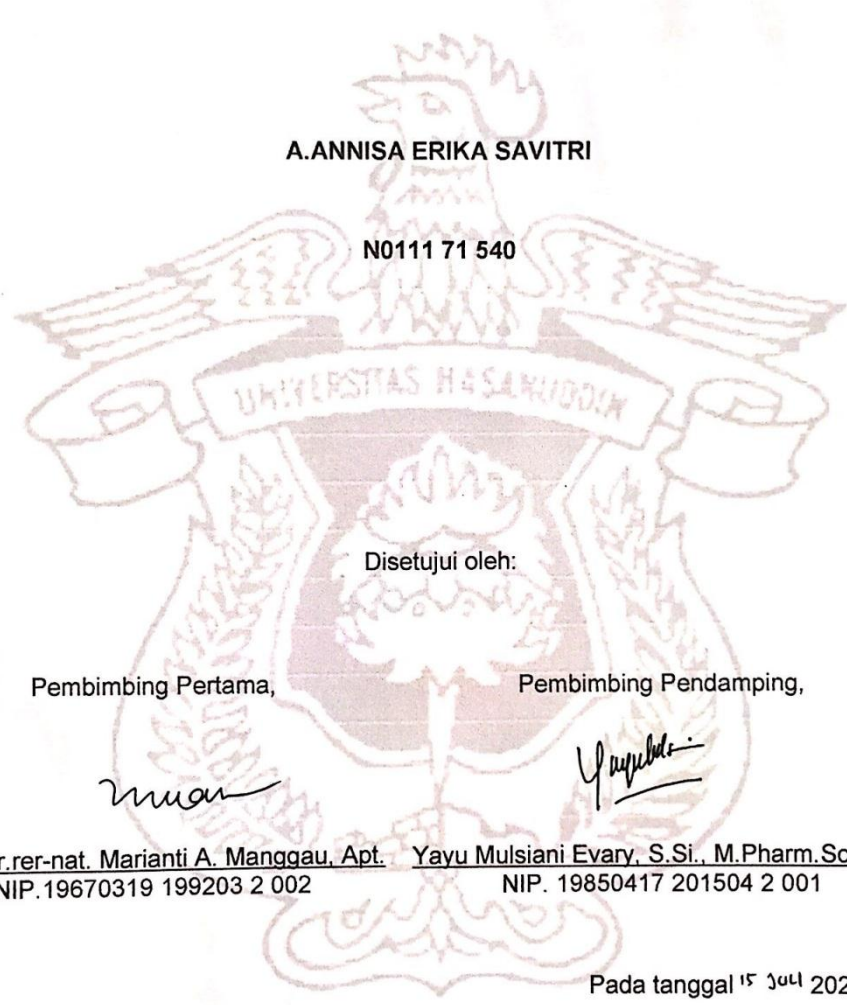 A.ANNISA ERIKA SAVITRI
N0111 71 540
UNIVERSITAS HASANUDDIN
Disetujui oleh:
Pembimbing Pertama, Pembimbing Pendamping,
r.rer-nat. Marianti A. Manggau, Apt. Yayu Mulsiani Evary, S.Si., M.Pharm.Sc
NIP.19670319 199203 2 002 NIP. 19850417 201504 2 001
Pada tanggal 15 Juli 202